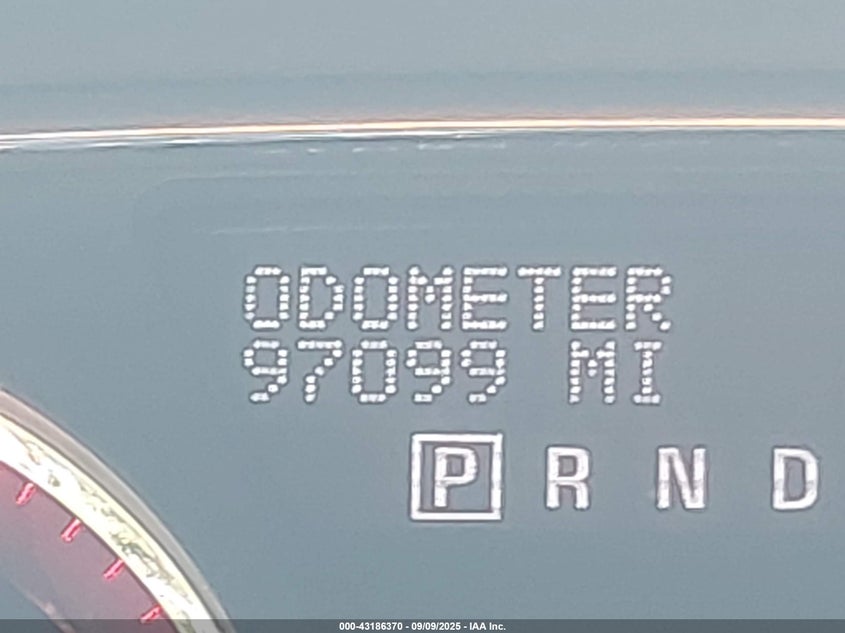 ODOMETER
97099 MI
P R N D
000-43186370 - 09/09/2025 - IAA Inc.